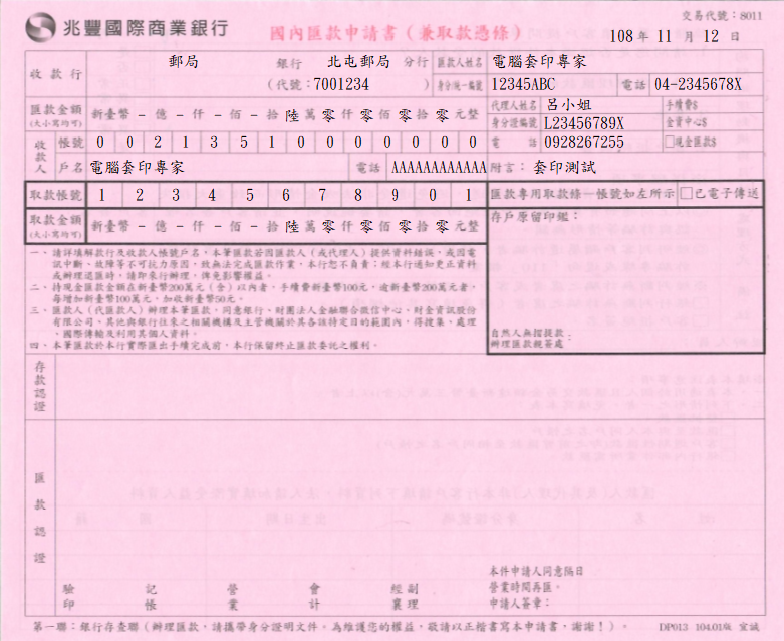 交易代號：8011
兆豐國際商業銀行 國內匯款申請書（兼取款憑條） 108 年 11 月 12 日
收款行 郵局 銀行 北屯郵局 分行 （代號：7001234 ）
匯款人姓名 電腦套印專家
身分統一編號 12345ABC 電話 04-2345678X
匯款金額 (大小寫均可) 新臺幣 － 億 － 仟 － 佰 － 拾 陸 萬 零 仟 零 佰 零 拾 零 元整
代理人姓名 呂小姐 手續費$
身分證編號 L23456789X 金資中心$
收款人 帳號 0 0 2 1 3 5 1 0 0 0 0 0 0 0
電話 0928267255 □現金匯款$
戶名 電腦套印專家 電話 AAAAAAAAAAAA 附言： 套印測試
取款帳號 1 2 3 4 5 6 7 8 9 0 1 匯款專用取款條—帳號如左所示 □已電子傳送
取款金額 (大小寫均可) 新臺幣 － 億 － 仟 － 佰 － 拾 陸 萬 零 仟 零 佰 零 拾 零 元整
存戶原留印鑑：
一、請詳填解款行及收款人帳號戶名，本筆匯款若因匯款人（或代理人）提供資料錯誤，或因電
訊中斷、故障等不可抗力原因，致無法完成匯款作業，本行恕不負責；經本行通知更正資料
或辦理退匯時，請即來行辦理，俾免影響權益。
二、持現金匯款金額在新臺幣200萬元（含）以內者，手續費新臺幣100元，逾新臺幣200萬元者，
每增加新臺幣100萬元，加收新臺幣50元。
三、匯款人（代匯款人）辦理本筆匯款，同意銀行、財團法人金融聯合徵信中心、財金資訊股份
有限公司、其他與銀行往來之相關機構及主管機關於其各該特定目的範圍內，得蒐集、處理
、國際傳輸及利用其個人資料。
四、本筆匯款於本行實際匯出手續完成前，本行保留終止匯款委託之權利。
自然人無摺提款、
辦理匯款親簽處：
存款認證
匯款認證
本件申請人同意隔日
營業時間再匯。
申請人簽章：
驗印 記帳 營業 會計 經副襄理
第一聯：銀行存查聯（辦理匯款，請攜帶身分證明文件。為維護您的權益，敬請以正楷書寫本申請書，謝謝！）。 DP013 104.01版 宜誠